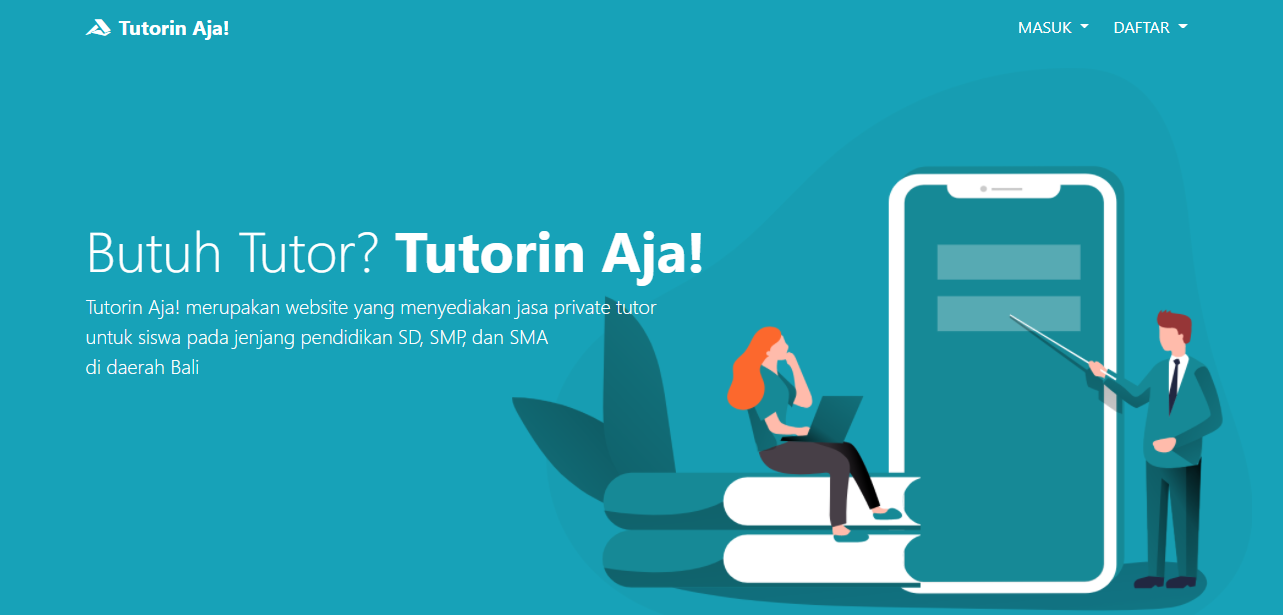 Tutorin Aja!
MASUK
DAFTAR
Butuh Tutor? Tutorin Aja!
Tutorin Aja! merupakan website yang menyediakan jasa private tutor
untuk siswa pada jenjang pendidikan SD, SMP, dan SMA
di daerah Bali